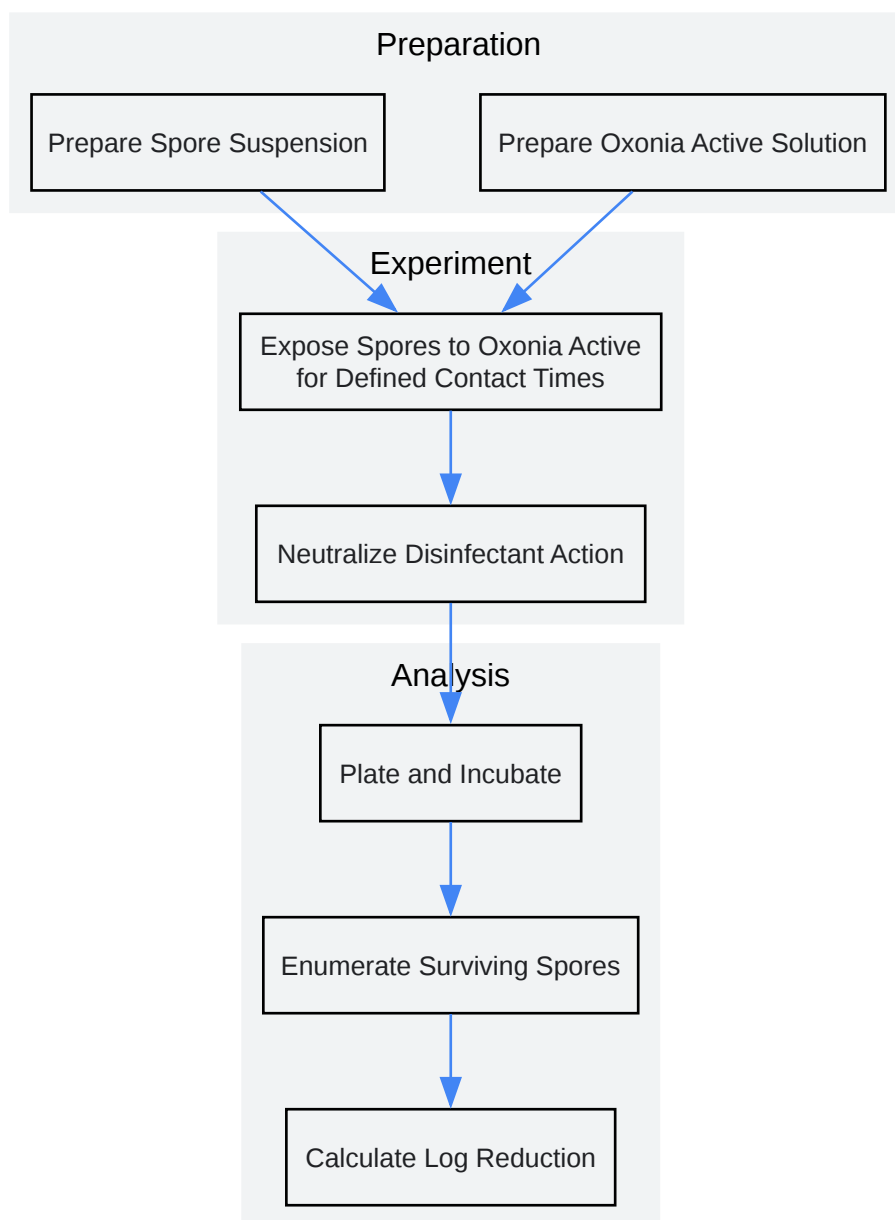 Preparation
Prepare Spore Suspension
Prepare Oxonia Active Solution
Experiment
Expose Spores to Oxonia Active
for Defined Contact Times
Neutralize Disinfectant Action
Analysis
Plate and Incubate
Enumerate Surviving Spores
Calculate Log Reduction